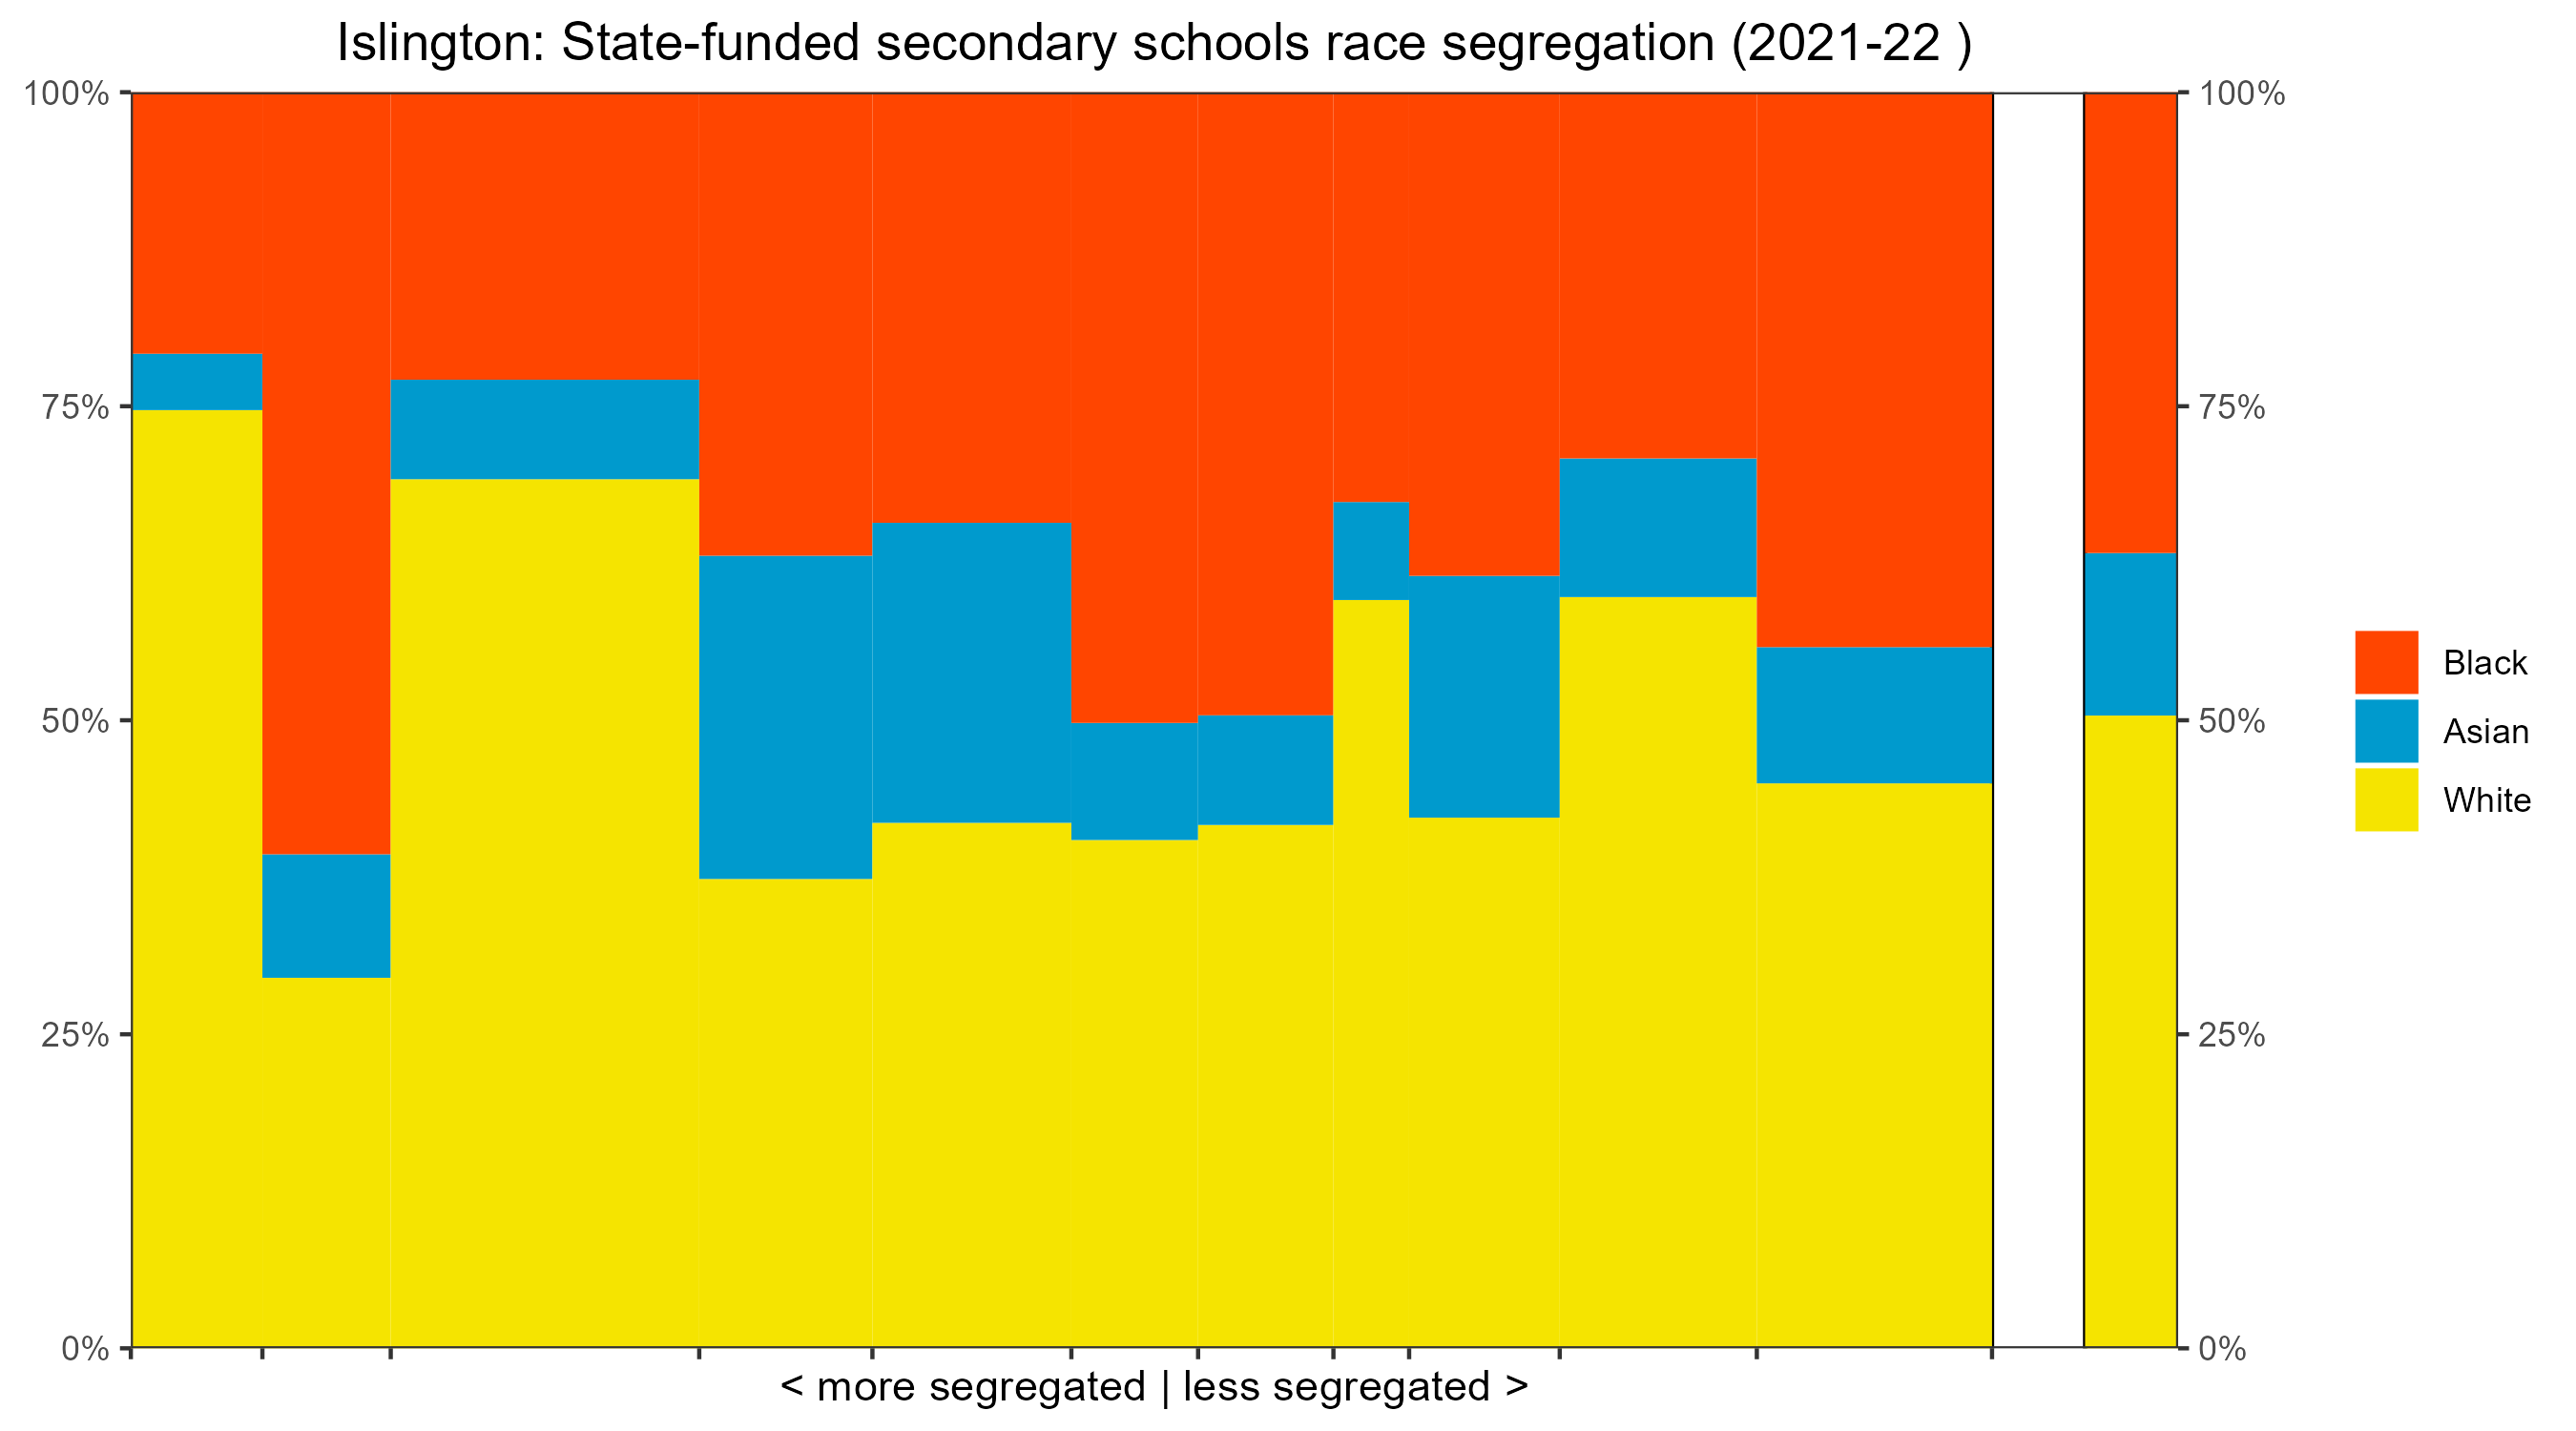 Islington: State-funded secondary schools race segregation (2021-22 )
100%
75%
50%
25%
0%
100%
75%
50%
25%
0%
Black
Asian
White
< more segregated | less segregated >